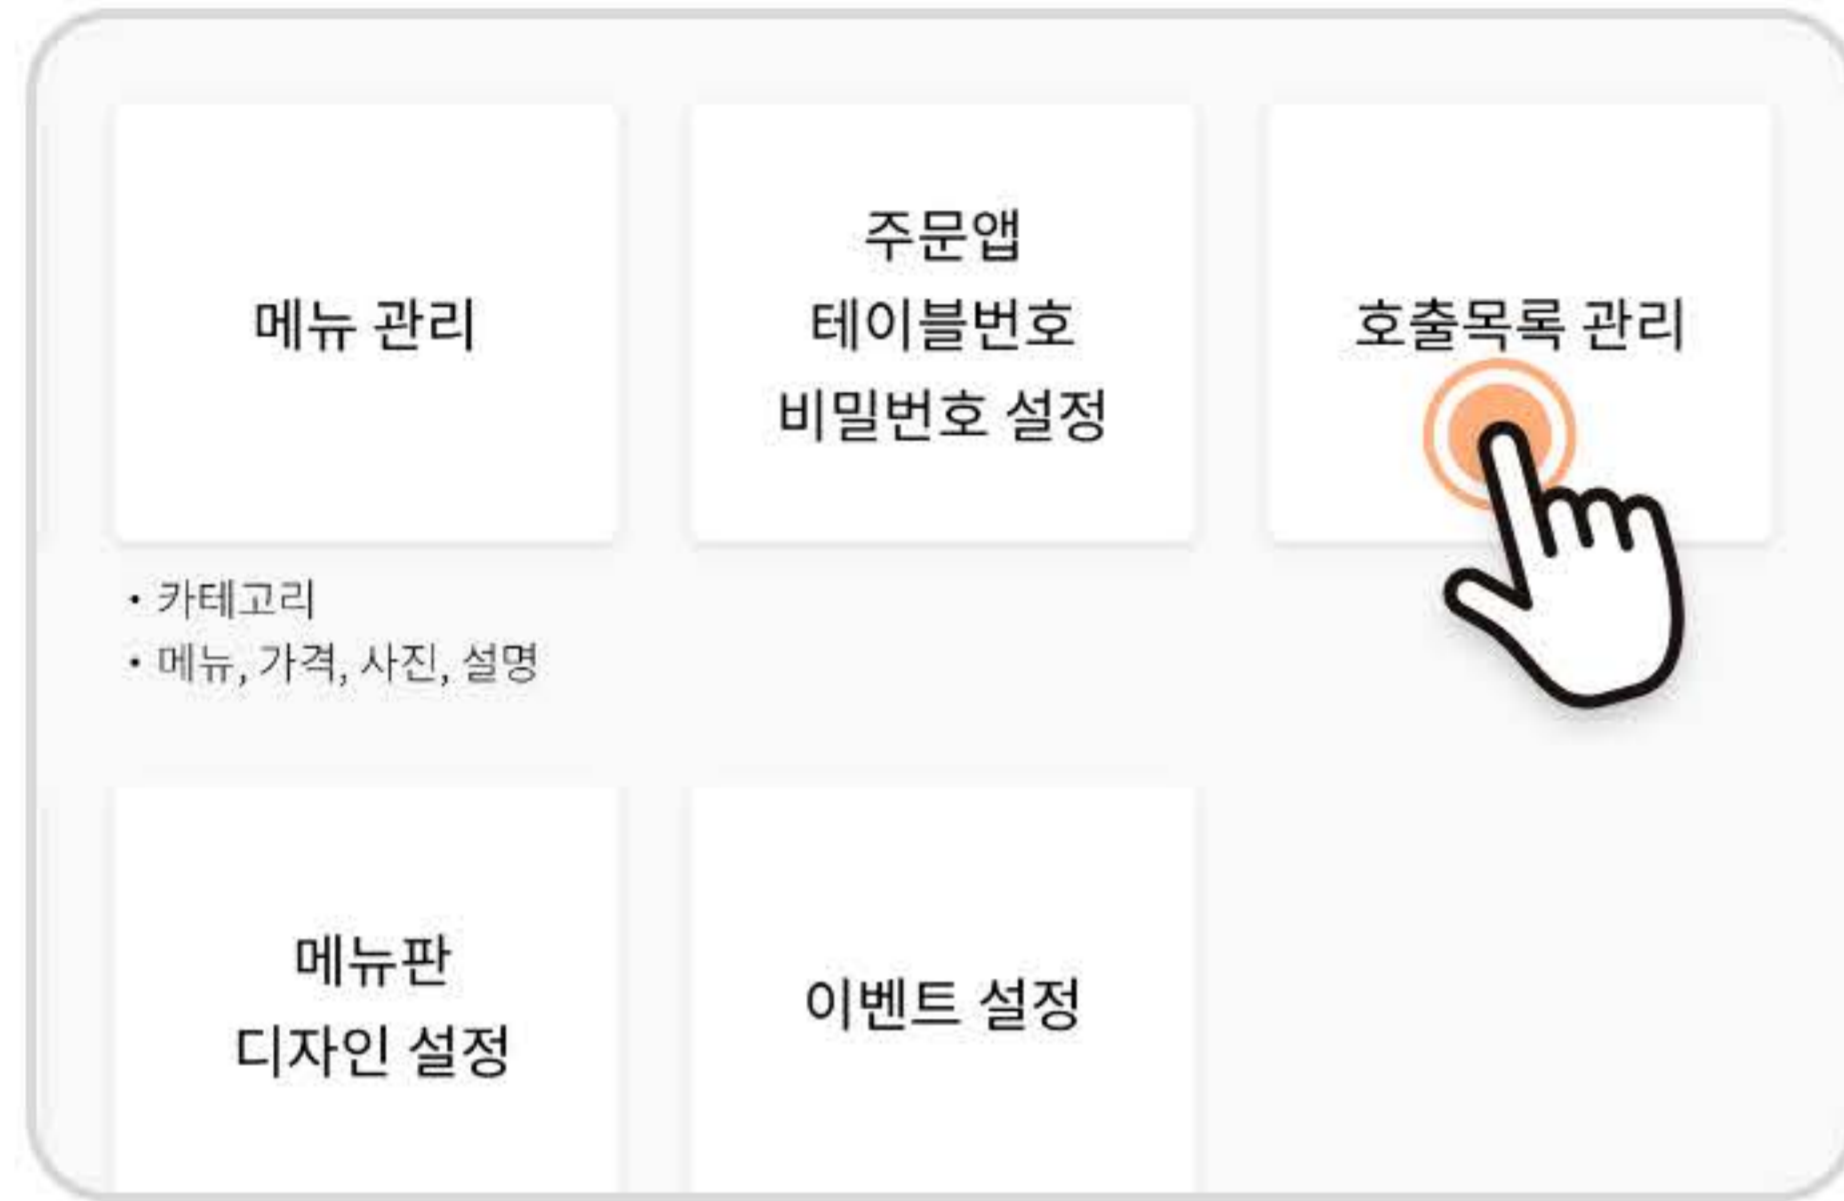 메뉴 관리
주문앱
테이블번호
비밀번호 설정
호출목록 관리
• 카테고리
• 메뉴, 가격, 사진, 설명
메뉴판
디자인 설정
이벤트 설정